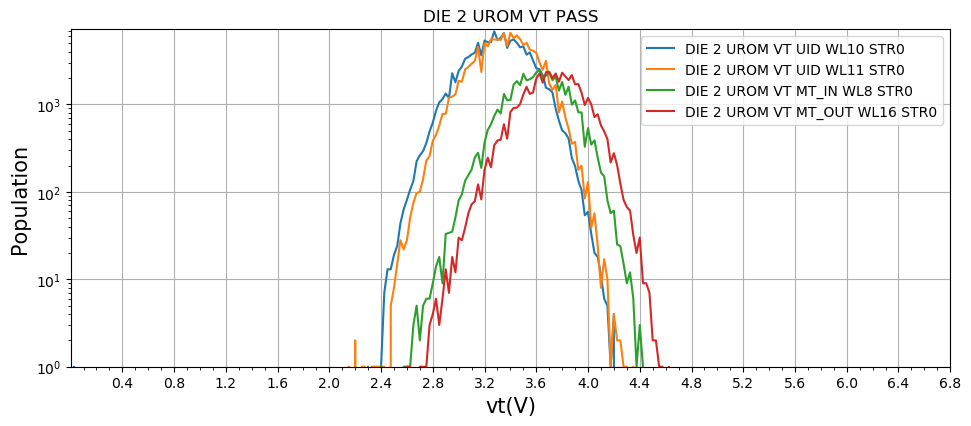 DIE 2 UROM VT PASS
DIE 2 UROM VT UID WL10 STR0
DIE 2 UROM VT UID WL11 STR0
DIE 2 UROM VT MT_IN WL8 STR0
DIE 2 UROM VT MT_OUT WL16 STR0
Population
10³
10²
10¹
10⁰
0.4 0.8 1.2 1.6 2.0 2.4 2.8 3.2 3.6 4.0 4.4 4.8 5.2 5.6 6.0 6.4 6.8
vt(V)